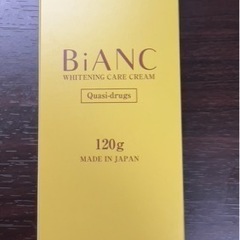 BiANC
WHITENING CARE CREAM
Quasi-drugs
120g
MADE IN JAPAN